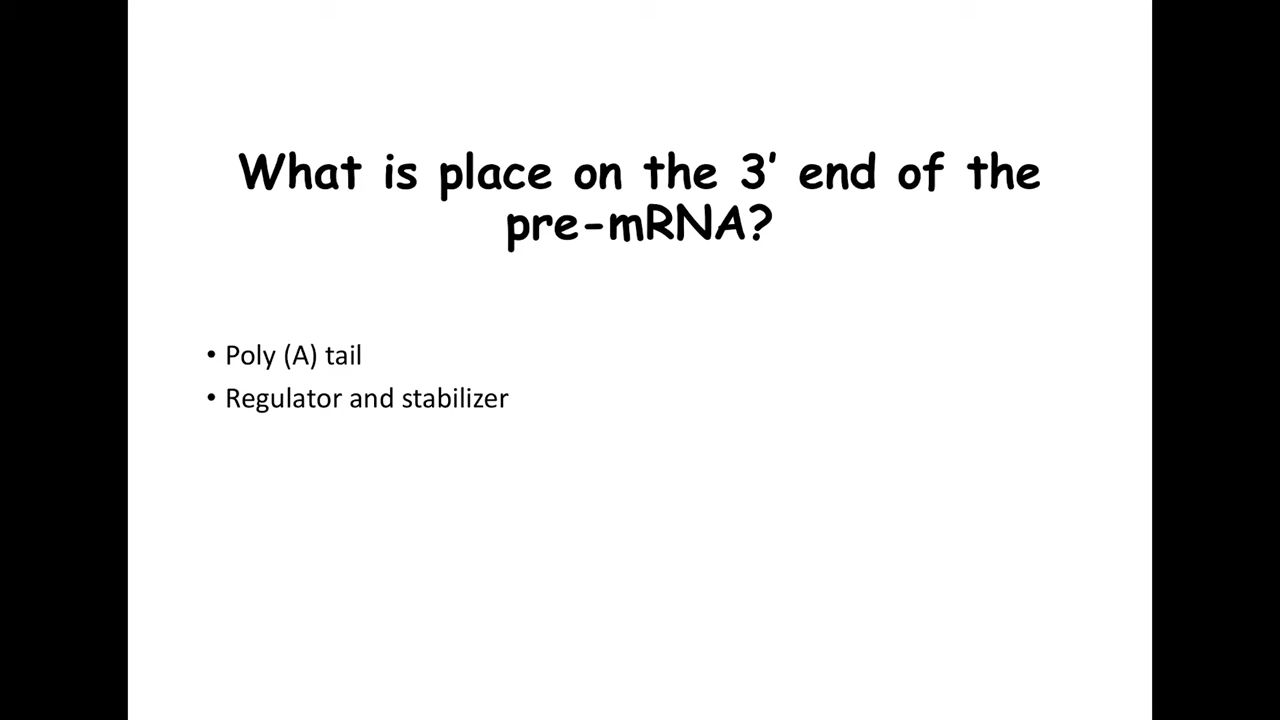 What is place on the 3' end of the
pre-mRNA?
• Poly (A) tail
• Regulator and stabilizer